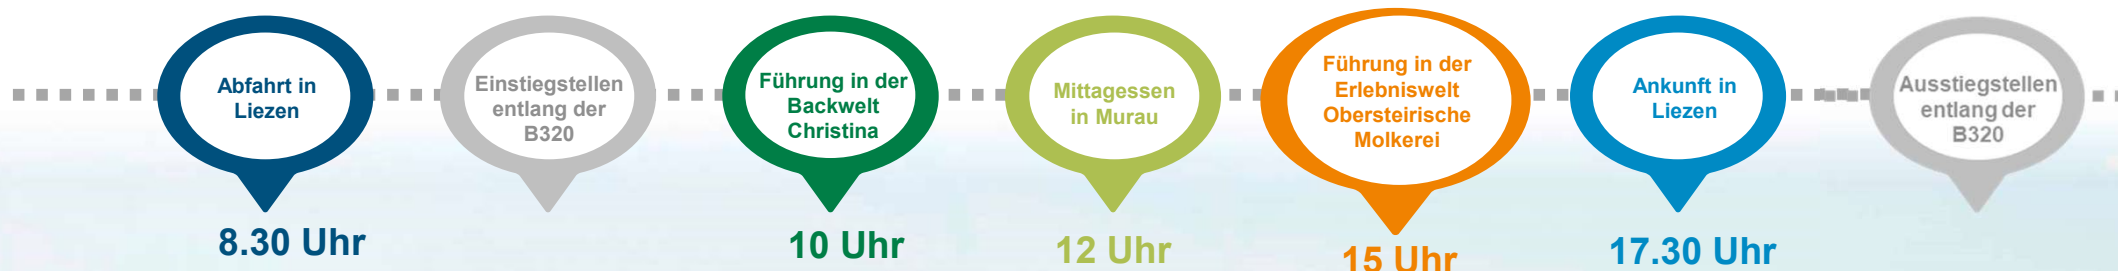 Abfahrt in
Liezen
8.30 Uhr
Einstiegstellen
entlang der
B320
Führung in der
Backwelt
Christina
10 Uhr
Mittagessen
in Murau
12 Uhr
Führung in der
Erlebniswelt
Obersteirische
Molkerei
15 Uhr
Ankunft in
Liezen
17.30 Uhr
Ausstiegstellen
entlang der
B320